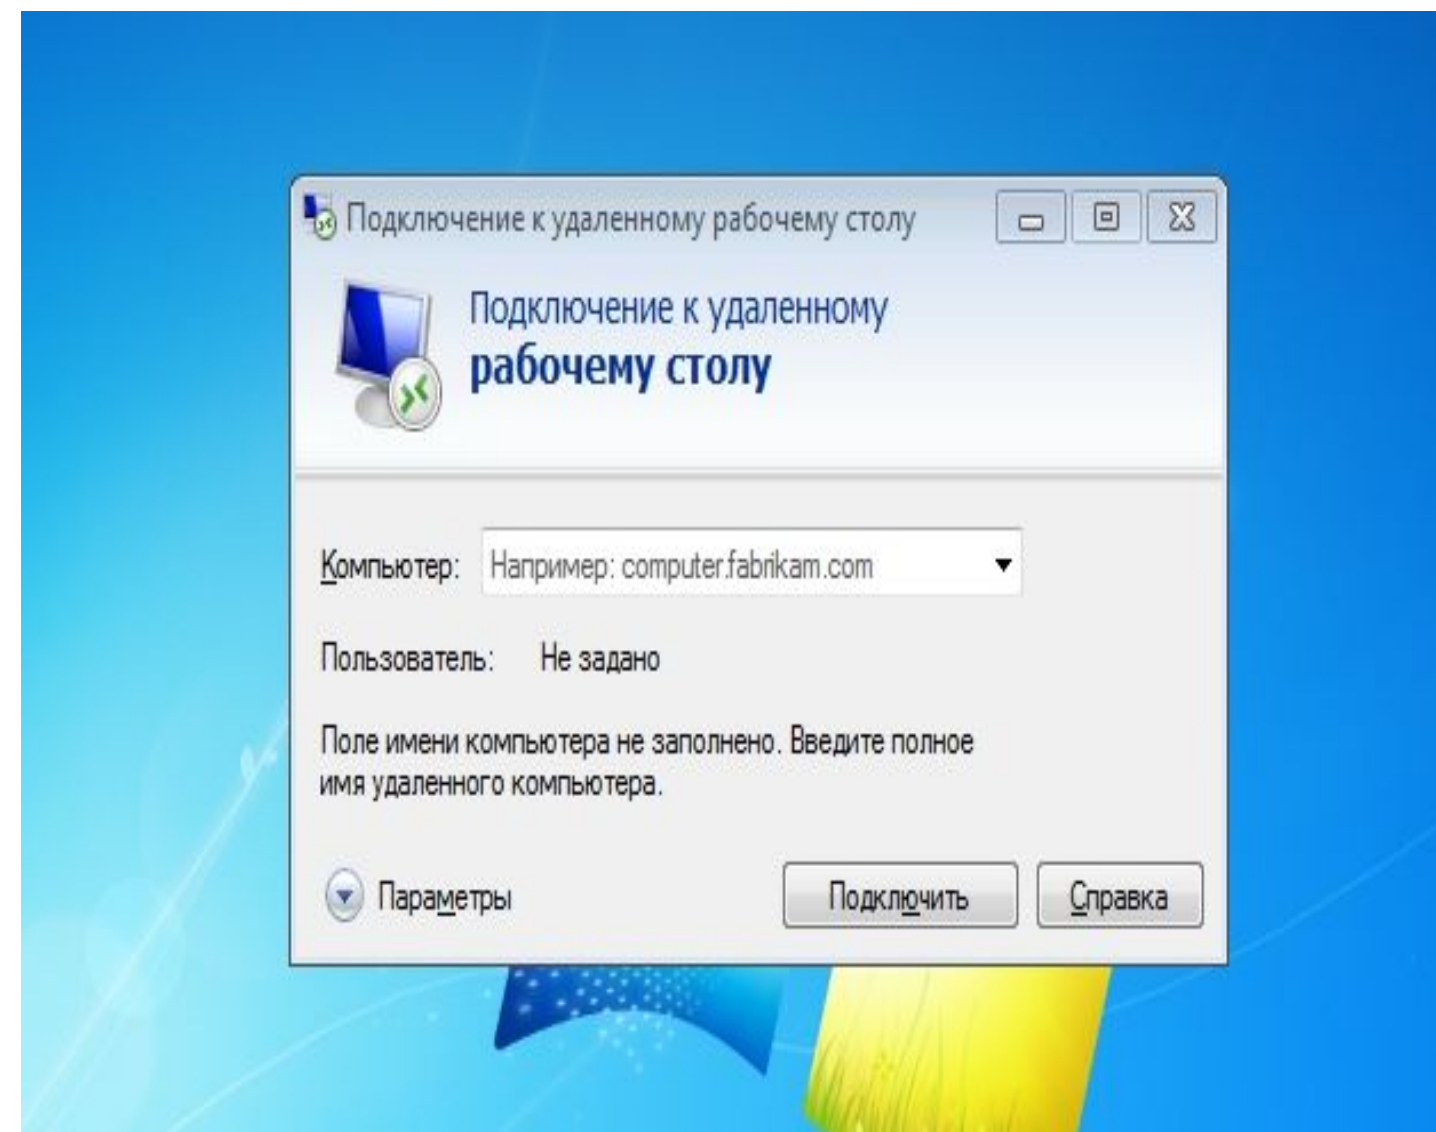 Подключение к удаленному рабочему столу
Подключение к удаленному
рабочему столу
Компьютер: Например: computer.fabrikam.com
Пользователь: Не задано
Поле имени компьютера не заполнено. Введите полное
имя удаленного компьютера.
Параметры Подключить Справка